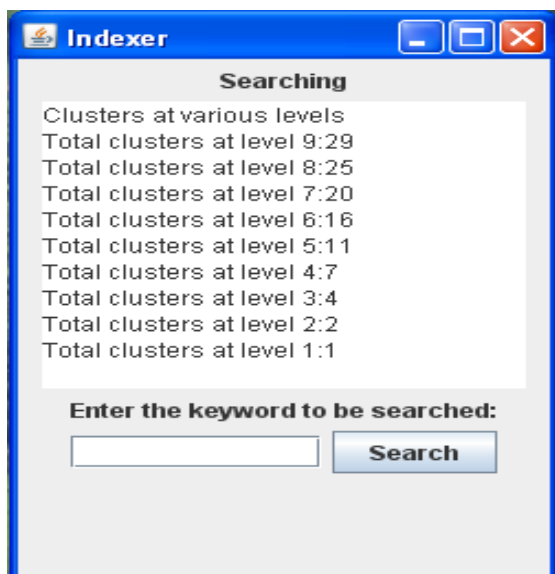 Indexer
Searching
Clusters at various levels
Total clusters at level 9:29
Total clusters at level 8:25
Total clusters at level 7:20
Total clusters at level 6:16
Total clusters at level 5:11
Total clusters at level 4:7
Total clusters at level 3:4
Total clusters at level 2:2
Total clusters at level 1:1
Enter the keyword to be searched:
Search